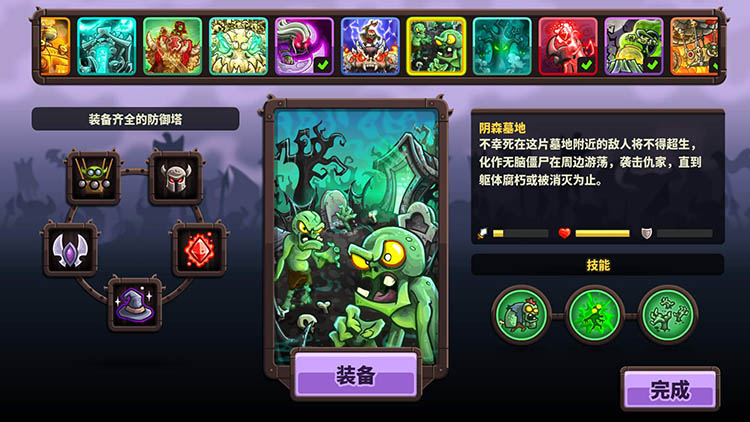 装备齐全的防御塔
阴森墓地
不幸死在这片墓地附近的敌人将不得超生，
化作无脑僵尸在周边游荡，袭击仇家，直到
躯体腐朽或被消灭为止。
技能
装备
完成